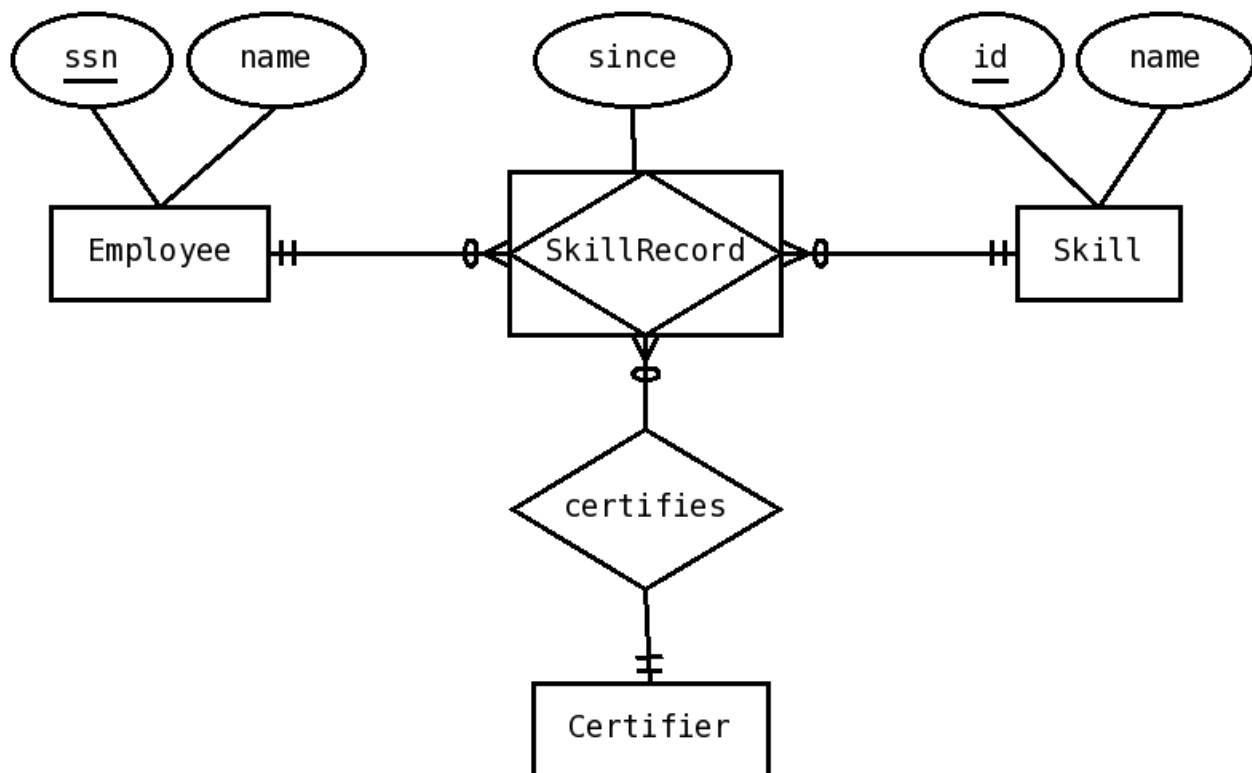 ssn
name
since
id
name
Employee
SkillRecord
Skill
certifies
Certifier